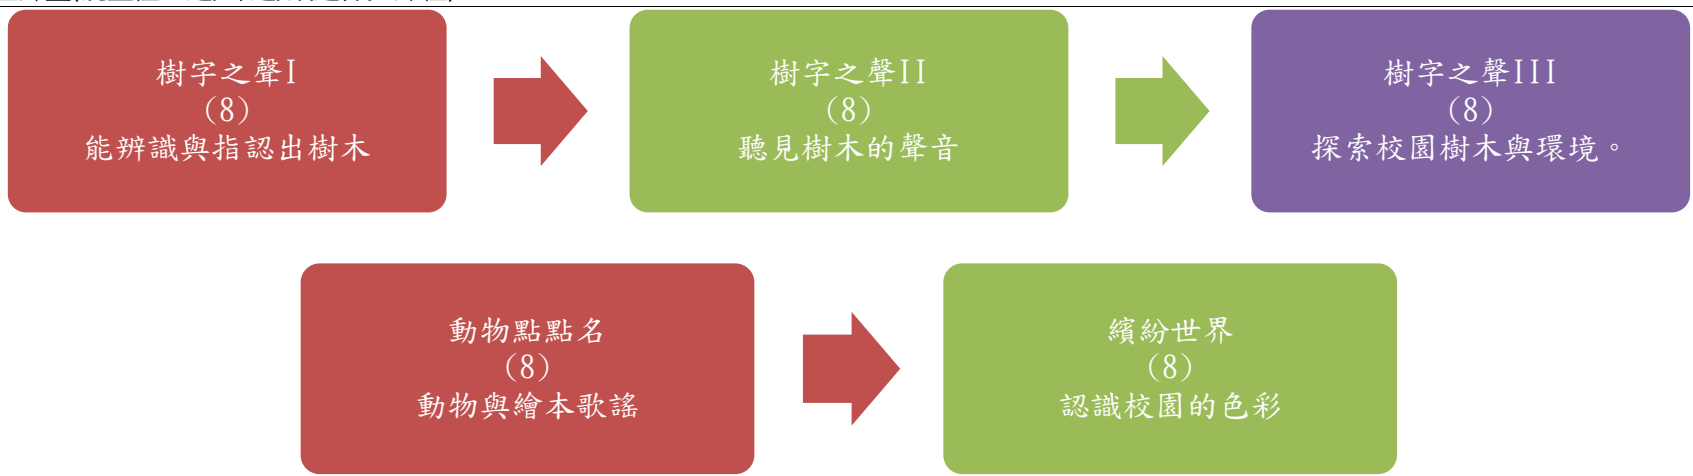 樹字之聲I
(8)
能辨識與指認出樹木
樹字之聲II
(8)
聽見樹木的聲音
樹字之聲III
(8)
探索校園樹木與環境。
動物點點名
(8)
動物與繪本歌謠
繽紛世界
(8)
認識校園的色彩